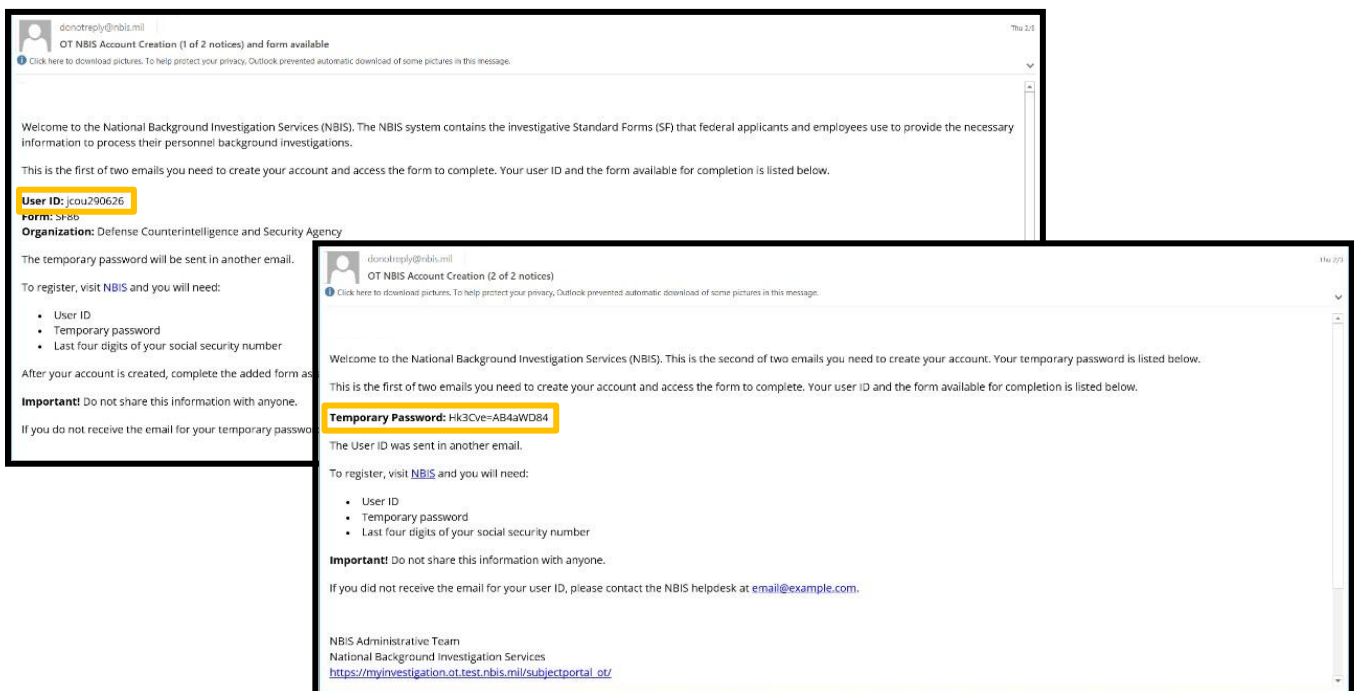 donotreply@nbis.mil
Thu 2/3
OT NBIS Account Creation (1 of 2 notices) and form available
Click here to download pictures. To help protect your privacy, Outlook prevented automatic download of some pictures in this message.
Welcome to the National Background Investigation Services (NBIS). The NBIS system contains the investigative Standard Forms (SF) that federal applicants and employees use to provide the necessary
information to process their personnel background investigations.
This is the first of two emails you need to create your account and access the form to complete. Your user ID and the form available for completion is listed below.
User ID: jcou290626
Form: SF86
Organization: Defense Counterintelligence and Security Agency
The temporary password will be sent in another email.
To register, visit NBIS and you will need:
• User ID
• Temporary password
• Last four digits of your social security number
After your account is created, complete the added form as
Important! Do not share this information with anyone.
If you do not receive the email for your temporary passwo
donotreply@nbis.mil
Thu 2/3
OT NBIS Account Creation (2 of 2 notices)
Click here to download pictures. To help protect your privacy, Outlook prevented automatic download of some pictures in this message.
Welcome to the National Background Investigation Services (NBIS). This is the second of two emails you need to create your account. Your temporary password is listed below.
This is the first of two emails you need to create your account and access the form to complete. Your user ID and the form available for completion is listed below.
Temporary Password: Hk3Cve=AB4aWD84
The User ID was sent in another email.
To register, visit NBIS and you will need:
• User ID
• Temporary password
• Last four digits of your social security number
Important! Do not share this information with anyone.
If you did not receive the email for your user ID, please contact the NBIS helpdesk at email@example.com.
NBIS Administrative Team
National Background Investigation Services
https://myinvestigation.ot.test.nbis.mil/subjectportal_ot/